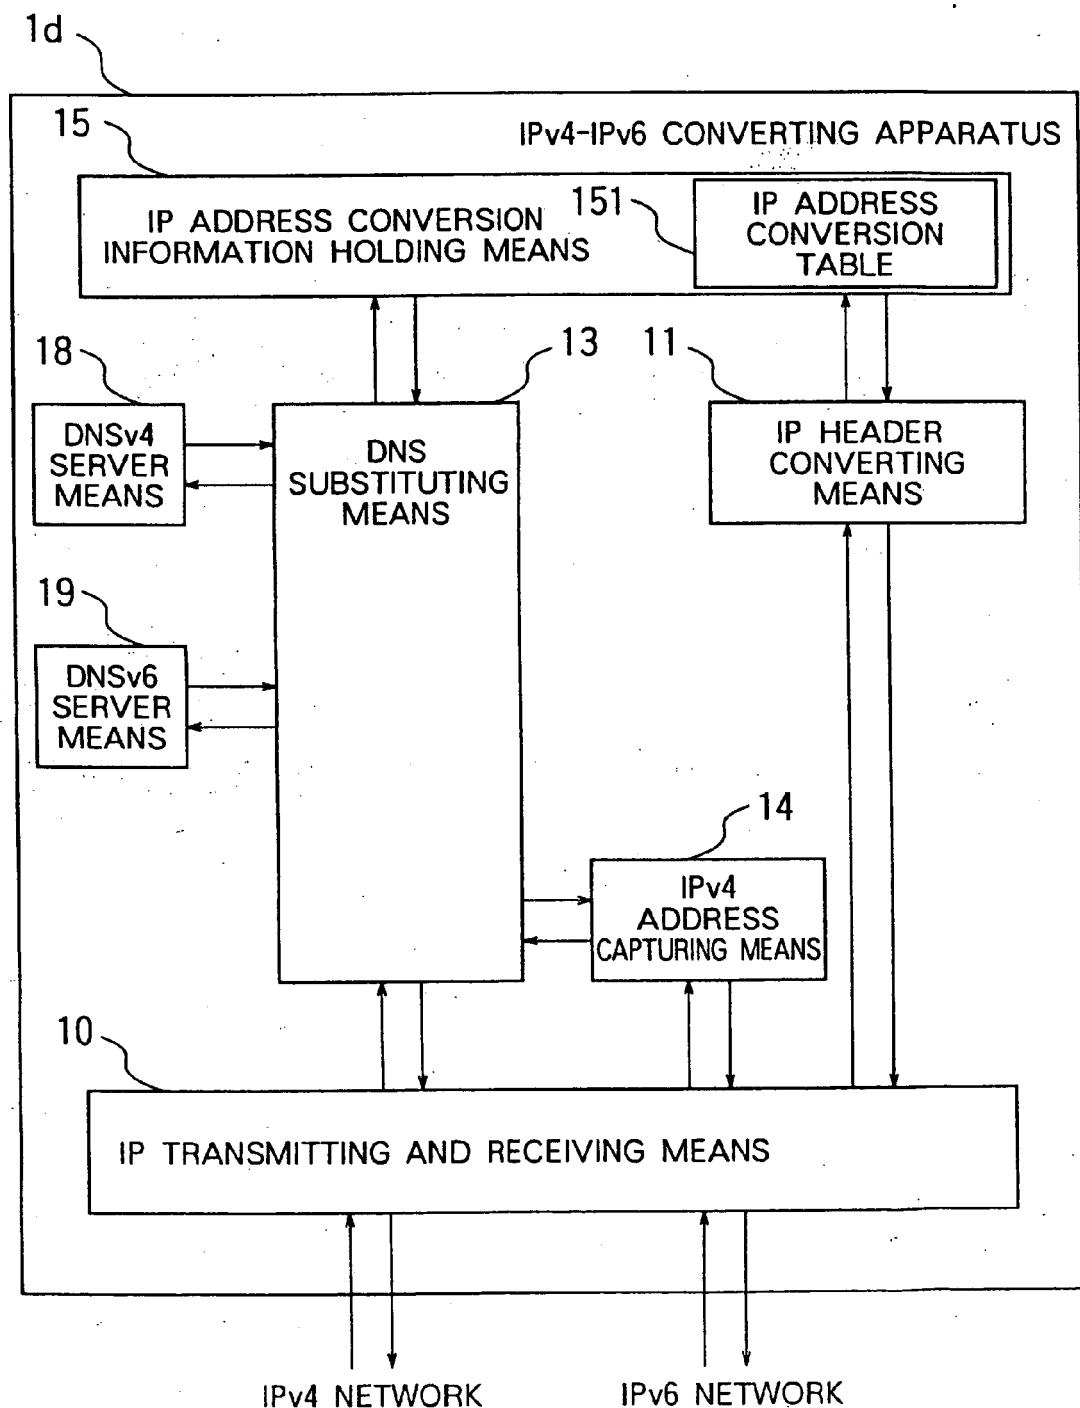 1d
15
IPv4-IPv6 CONVERTING APPARATUS
IP ADDRESS CONVERSION
INFORMATION HOLDING MEANS
151
IP ADDRESS
CONVERSION
TABLE
18
13
11
DNSv4
SERVER
MEANS
DNS
SUBSTITUTING
MEANS
IP HEADER
CONVERTING
MEANS
19
DNSv6
SERVER
MEANS
14
IPv4
ADDRESS
CAPTURING MEANS
10
IP TRANSMITTING AND RECEIVING MEANS
IPv4 NETWORK
IPv6 NETWORK